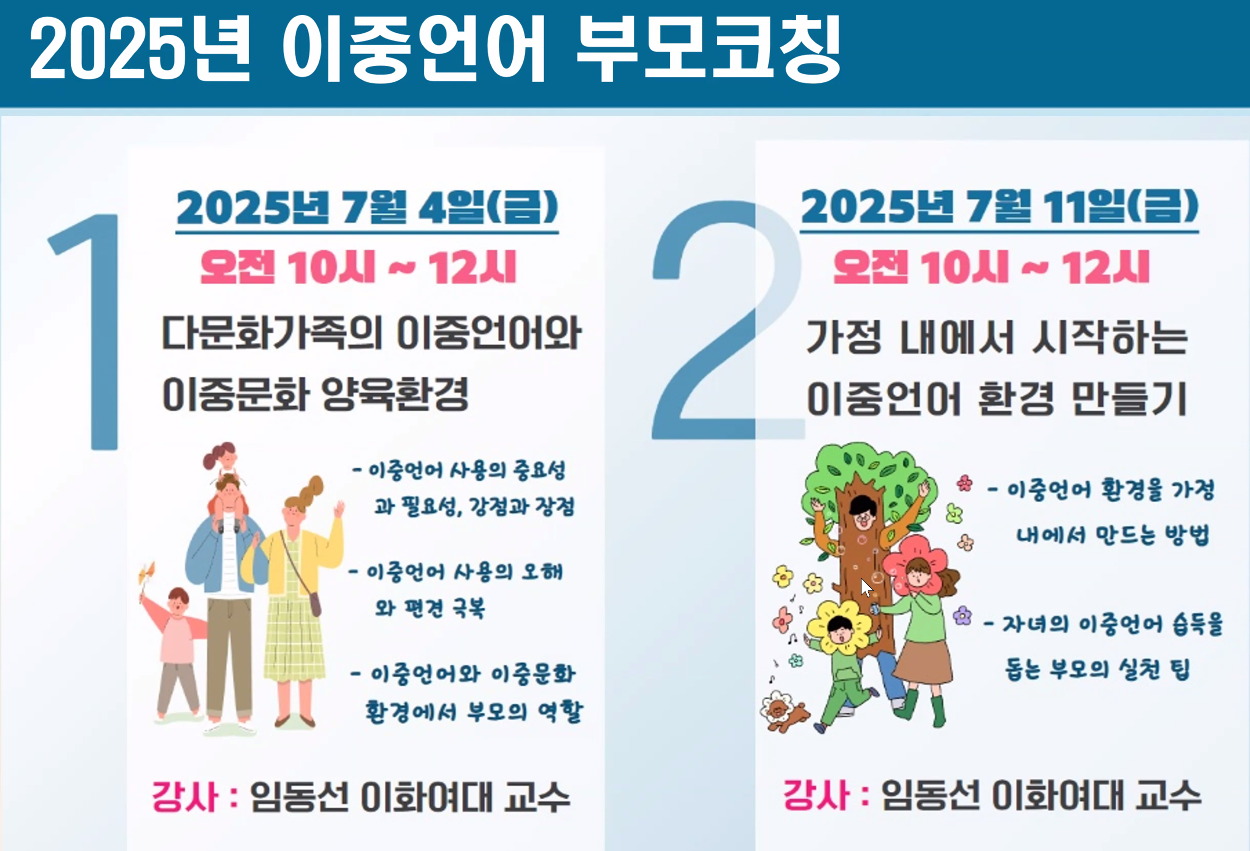 2025년 이중언어 부모코칭
1
2025년 7월 4일(금)
오전 10시 ~ 12시
다문화가족의 이중언어와
이중문화 양육환경
- 이중언어 사용의 중요성
과 필요성, 강점과 장점
- 이중언어 사용의 오해
와 편견 극복
- 이중언어와 이중문화
환경에서 부모의 역할
강사 : 임동선 이화여대 교수
2
2025년 7월 11일(금)
오전 10시 ~ 12시
가정 내에서 시작하는
이중언어 환경 만들기
- 이중언어 환경을 가정
내에서 만드는 방법
- 자녀의 이중언어 습득을
돕는 부모의 실천 팁
강사 : 임동선 이화여대 교수